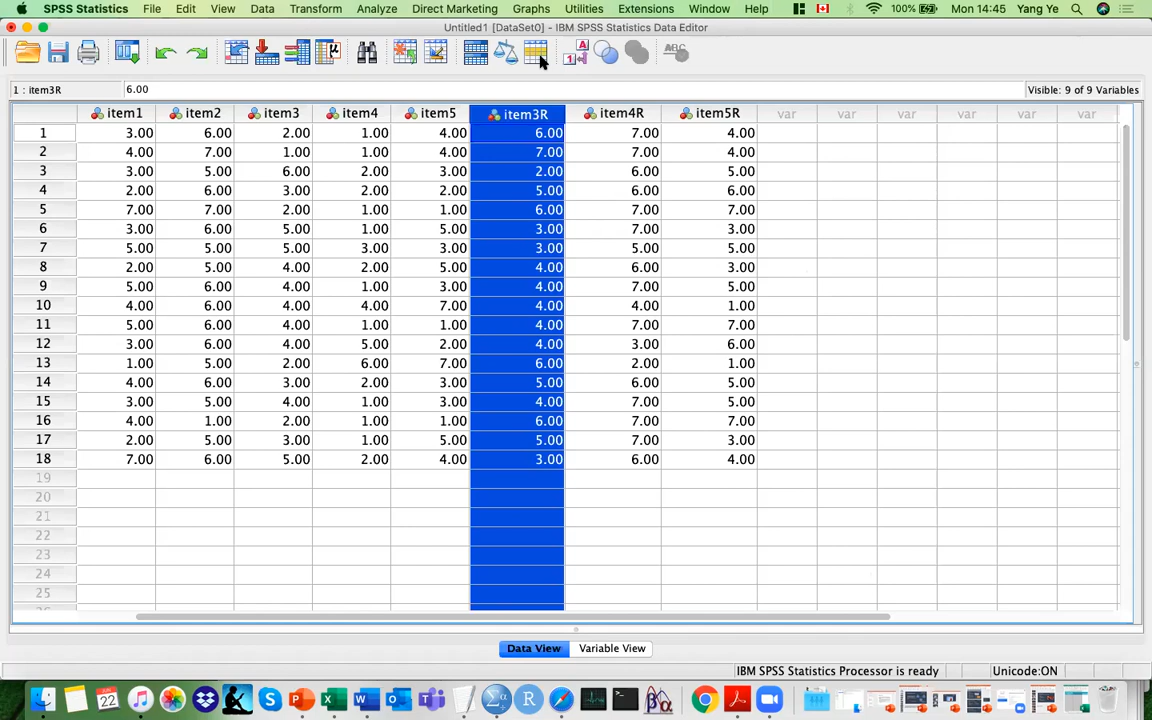 SPSS Statistics File Edit View Data Transform Analyze Direct Marketing Graphs Utilities Extensions Window Help 100% Mon 14:45 Yang Ye
Untitled1 [DataSet0] - IBM SPSS Statistics Data Editor
1 : item3R 6.00 Visible: 9 of 9 Variables
item1 item2 item3 item4 item5 item3R item4R item5R var var var var var var
1 3.00 6.00 2.00 1.00 4.00 6.00 7.00 4.00
2 4.00 7.00 1.00 1.00 4.00 7.00 7.00 4.00
3 3.00 5.00 6.00 2.00 3.00 2.00 6.00 5.00
4 2.00 6.00 3.00 2.00 2.00 5.00 6.00 6.00
5 7.00 7.00 2.00 1.00 1.00 6.00 7.00 7.00
6 3.00 6.00 5.00 1.00 5.00 3.00 7.00 3.00
7 5.00 5.00 5.00 3.00 3.00 3.00 5.00 5.00
8 2.00 5.00 4.00 2.00 5.00 4.00 6.00 3.00
9 5.00 6.00 4.00 1.00 3.00 4.00 7.00 5.00
10 4.00 6.00 4.00 4.00 7.00 4.00 4.00 1.00
11 5.00 6.00 4.00 1.00 1.00 4.00 7.00 7.00
12 3.00 6.00 4.00 5.00 2.00 4.00 3.00 6.00
13 1.00 5.00 2.00 6.00 7.00 6.00 2.00 1.00
14 4.00 6.00 3.00 2.00 3.00 5.00 6.00 5.00
15 3.00 5.00 4.00 1.00 3.00 4.00 7.00 5.00
16 4.00 1.00 2.00 1.00 1.00 6.00 7.00 7.00
17 2.00 5.00 3.00 1.00 5.00 5.00 7.00 3.00
18 7.00 6.00 5.00 2.00 4.00 3.00 6.00 4.00
19
20
21
22
23
24
25
Data View Variable View
IBM SPSS Statistics Processor is ready Unicode:ON